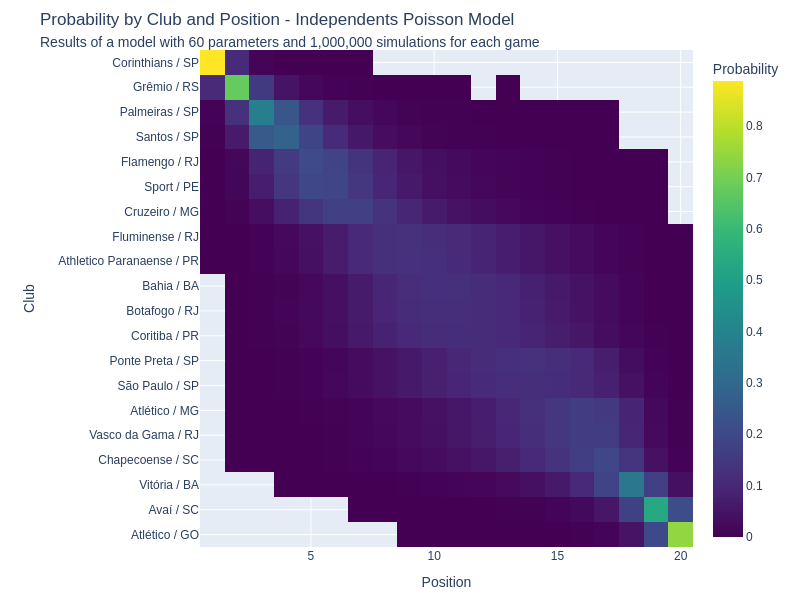 Probability by Club and Position - Independents Poisson Model
Results of a model with 60 parameters and 1,000,000 simulations for each game
Probability
Corinthians / SP
Grêmio / RS
Palmeiras / SP
Santos / SP
Flamengo / RJ
Sport / PE
Cruzeiro / MG
Fluminense / RJ
Athletico Paranaense / PR
Bahia / BA
Botafogo / RJ
Coritiba / PR
Ponte Preta / SP
São Paulo / SP
Atlético / MG
Vasco da Gama / RJ
Chapecoense / SC
Vitória / BA
Avaí / SC
Atlético / GO
Club
5
10
15
20
Position
0.8
0.7
0.6
0.5
0.4
0.3
0.2
0.1
0